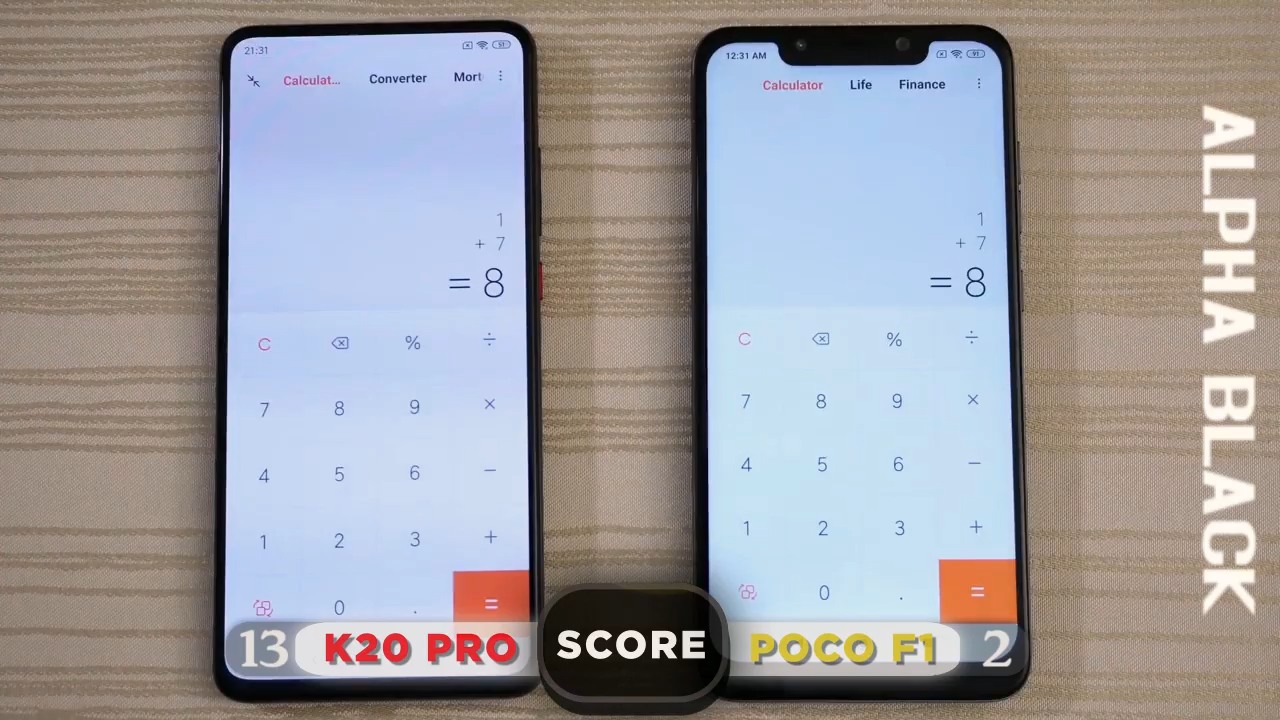 21:31
51
Calculat... Converter Mort
1
+ 7
= 8
C % ÷
7 8 9 ×
4 5 6 −
1 2 3 +
0 . =
12:31 AM
91
Calculator Life Finance
1
+ 7
= 8
C % ÷
7 8 9 ×
4 5 6 −
1 2 3 +
0 . =
13 K20 PRO SCORE POCO F1 2
ALPHA BLACK